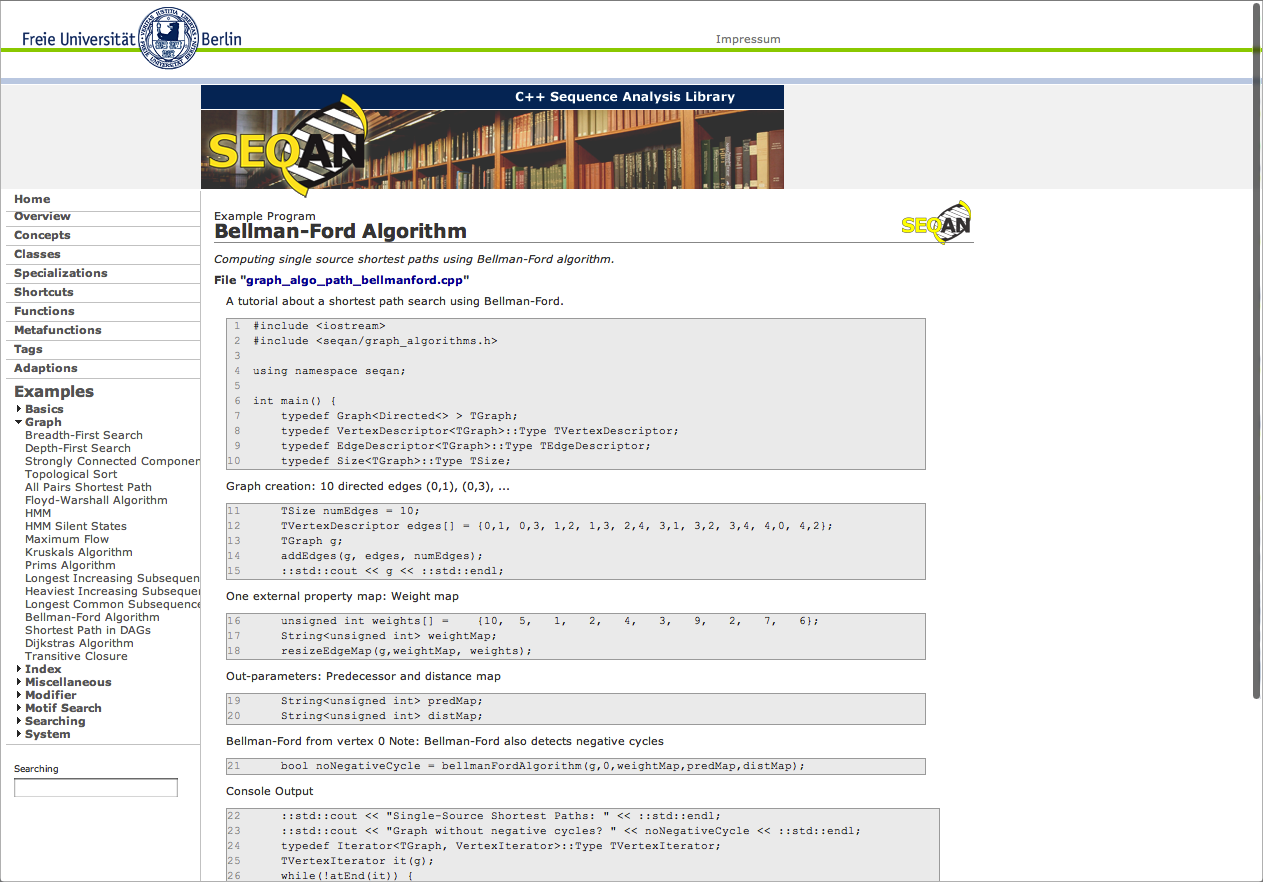 Freie Universität Berlin
Impressum
C++ Sequence Analysis Library
SEQAN
Home
Overview
Concepts
Classes
Specializations
Shortcuts
Functions
Metafunctions
Tags
Adaptions
Examples
Basics
Graph
Breadth-First Search
Depth-First Search
Strongly Connected Componen
Topological Sort
All Pairs Shortest Path
Floyd-Warshall Algorithm
HMM
HMM Silent States
Maximum Flow
Kruskals Algorithm
Prims Algorithm
Longest Increasing Subsequen
Heaviest Increasing Subsequen
Longest Common Subsequence
Bellman-Ford Algorithm
Shortest Path in DAGs
Dijkstras Algorithm
Transitive Closure
Index
Miscellaneous
Modifier
Motif Search
Searching
System
Searching
Example Program
Bellman-Ford Algorithm
SEQAN
Computing single source shortest paths using Bellman-Ford algorithm.
File "graph_algo_path_bellmanford.cpp"
A tutorial about a shortest path search using Bellman-Ford.
1 #include <iostream>
2 #include <seqan/graph_algorithms.h>
3
4 using namespace seqan;
5
6 int main() {
7 typedef Graph<Directed<> > TGraph;
8 typedef VertexDescriptor<TGraph>::Type TVertexDescriptor;
9 typedef EdgeDescriptor<TGraph>::Type TEdgeDescriptor;
10 typedef Size<TGraph>::Type TSize;
Graph creation: 10 directed edges (0,1), (0,3), ...
11 TSize numEdges = 10;
12 TVertexDescriptor edges[] = {0,1, 0,3, 1,2, 1,3, 2,4, 3,1, 3,2, 3,4, 4,0, 4,2};
13 TGraph g;
14 addEdges(g, edges, numEdges);
15 ::std::cout << g << ::std::endl;
One external property map: Weight map
16 unsigned int weights[] = {10, 5, 1, 2, 4, 3, 9, 2, 7, 6};
17 String<unsigned int> weightMap;
18 resizeEdgeMap(g,weightMap, weights);
Out-parameters: Predecessor and distance map
19 String<unsigned int> predMap;
20 String<unsigned int> distMap;
Bellman-Ford from vertex 0 Note: Bellman-Ford also detects negative cycles
21 bool noNegativeCycle = bellmanFordAlgorithm(g,0,weightMap,predMap,distMap);
Console Output
22 ::std::cout << "Single-Source Shortest Paths: " << ::std::endl;
23 ::std::cout << "Graph without negative cycles? " << noNegativeCycle << ::std::endl;
24 typedef Iterator<TGraph, VertexIterator>::Type TVertexIterator;
25 TVertexIterator it(g);
26 while(!atEnd(it)) {